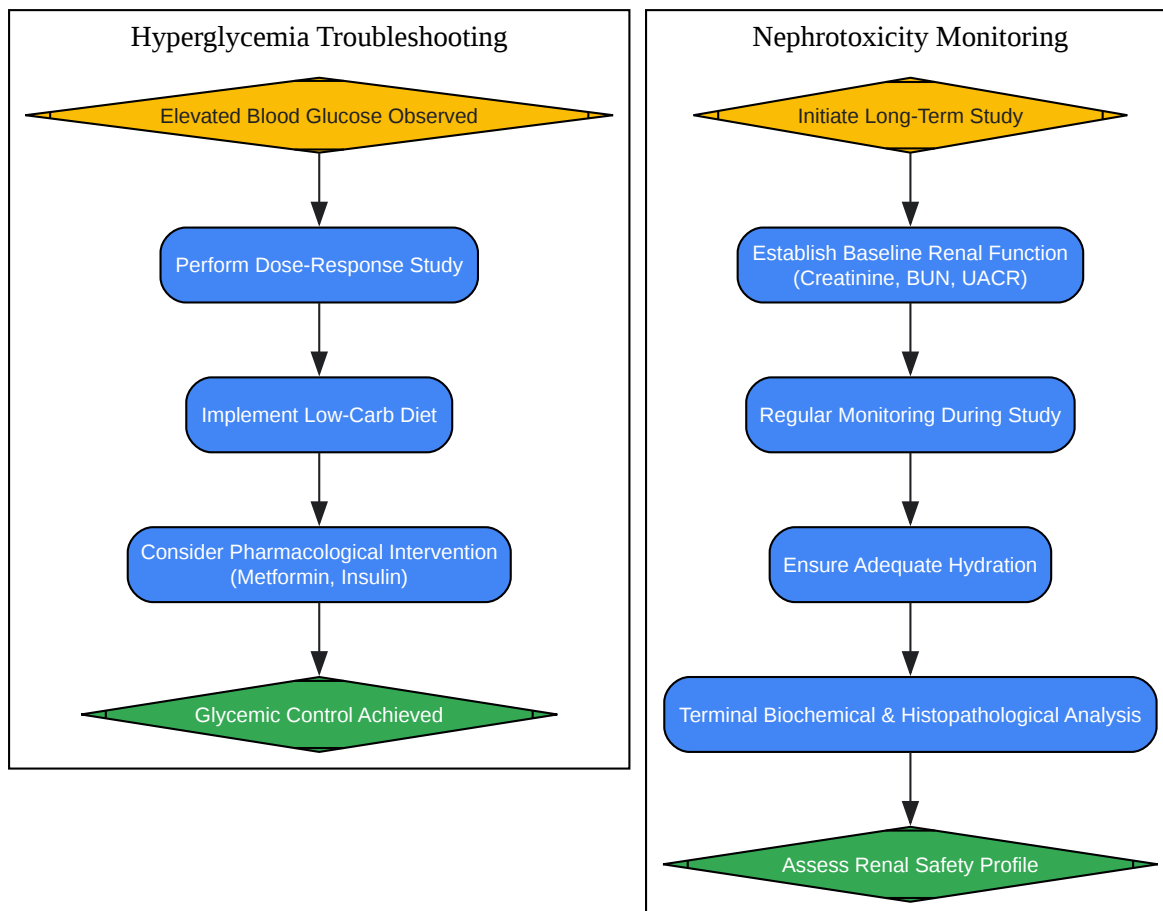 Hyperglycemia Troubleshooting
Elevated Blood Glucose Observed
Perform Dose-Response Study
Implement Low-Carb Diet
Consider Pharmacological Intervention
(Metformin, Insulin)
Glycemic Control Achieved
Nephrotoxicity Monitoring
Initiate Long-Term Study
Establish Baseline Renal Function
(Creatinine, BUN, UACR)
Regular Monitoring During Study
Ensure Adequate Hydration
Terminal Biochemical & Histopathological Analysis
Assess Renal Safety Profile